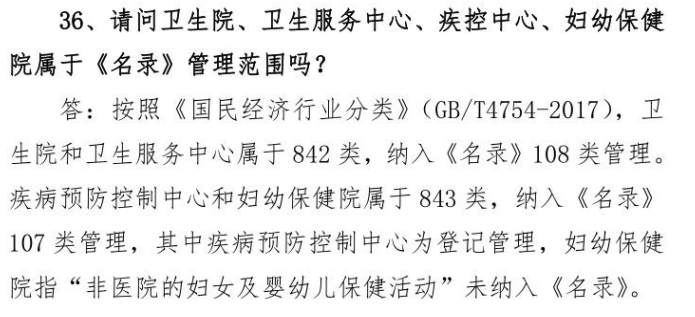 36、请问卫生院、卫生服务中心、疾控中心、妇幼保健
院属于《名录》管理范围吗？
答：按照《国民经济行业分类》（GB/T4754-2017），卫
生院和卫生服务中心属于 842 类，纳入《名录》108 类管理。
疾病预防控制中心和妇幼保健院属于 843 类，纳入《名录》
107 类管理，其中疾病预防控制中心为登记管理，妇幼保健
院指“非医院的妇女及婴幼儿保健活动”未纳入《名录》。